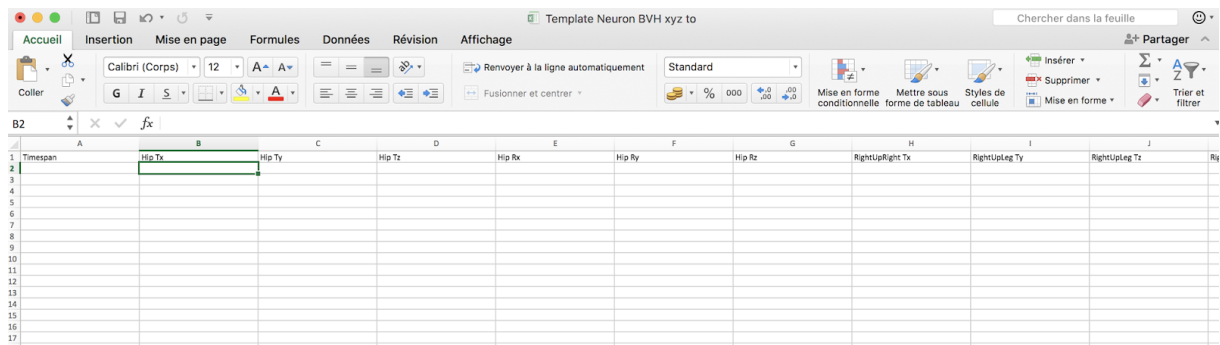 Template Neuron BVH xyz to
Chercher dans la feuille
Accueil Insertion Mise en page Formules Données Révision Affichage Partager
Coller
Calibri (Corps) 12 A A
G I S A
Renvoyer à la ligne automatiquement
Fusionner et centrer
Standard
% 000 ,0 ,00 ,00 ,0
Mise en forme conditionnelle
Mettre sous forme de tableau
Styles de cellule
Insérer
Supprimer
Mise en forme
Σ
A Z
Trier et filtrer
B2 fx
A B C D E F G H I J
1 Timespan Hip Tx Hip Ty Hip Tz Hip Rx Hip Ry Hip Rz RightUpRight Tx RightUpLeg Ty RightUpLeg Tz
2
3
4
5
6
7
8
9
10
11
12
13
14
15
16
17